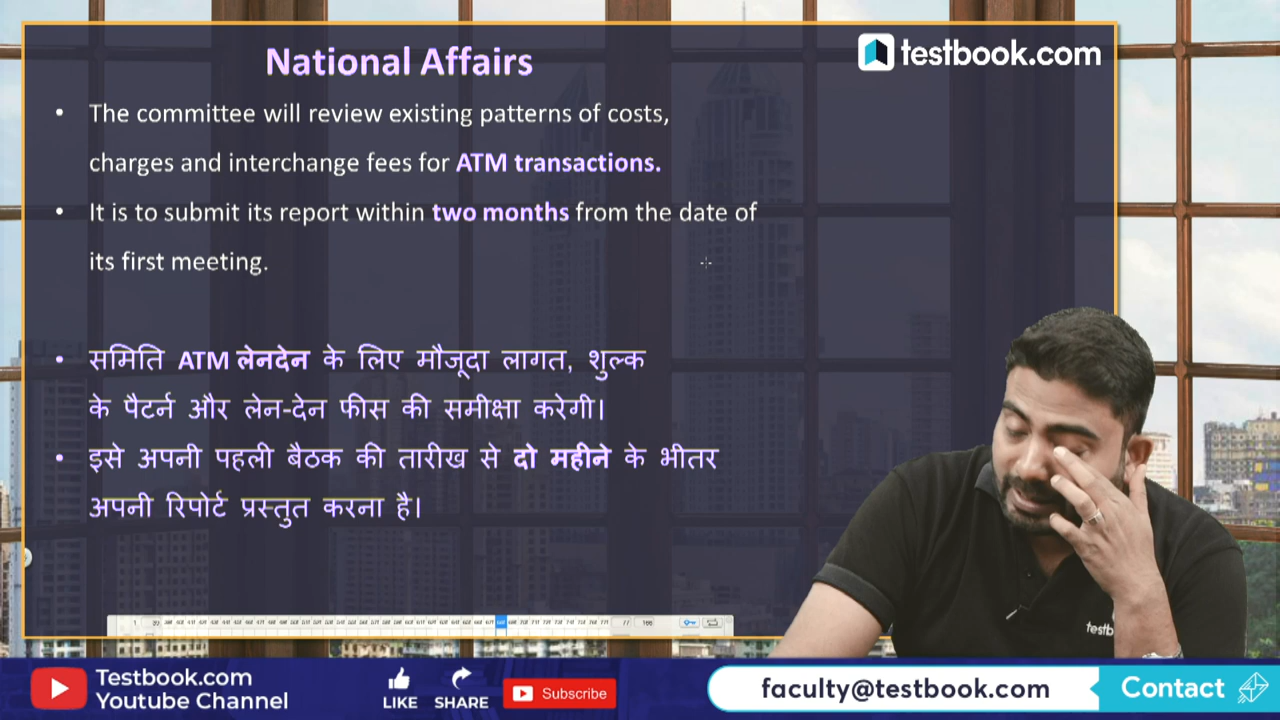 National Affairs
testbook.com
• The committee will review existing patterns of costs,
charges and interchange fees for ATM transactions.
• It is to submit its report within two months from the date of
its first meeting.
• समिति ATM लेनदेन के लिए मौजूदा लागत, शुल्क
के पैटर्न और लेन-देन फीस की समीक्षा करेगी।
• इसे अपनी पहली बैठक की तारीख से दो महीने के भीतर
अपनी रिपोर्ट प्रस्तुत करना है।
testb
Testbook.com
Youtube Channel
LIKE
SHARE
Subscribe
faculty@testbook.com
Contact